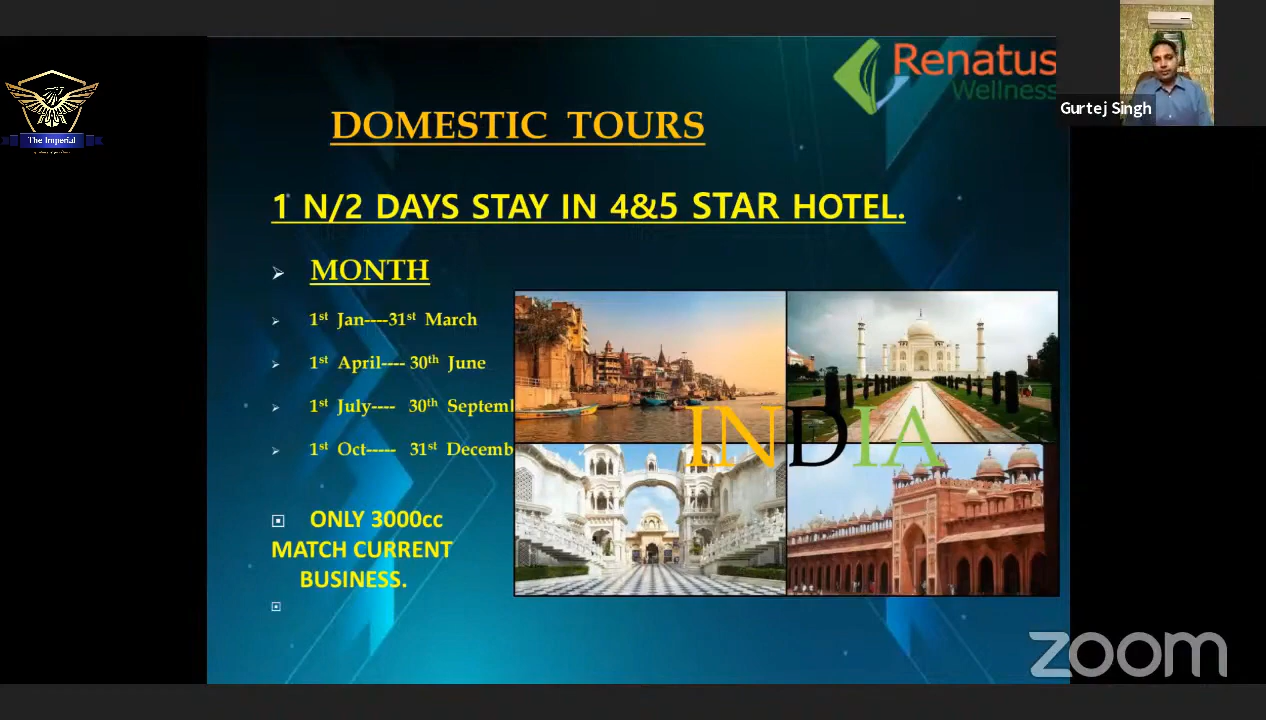 Renatus
Wellness
The Imperial
Gurtej Singh
DOMESTIC TOURS
1 N/2 DAYS STAY IN 4&5 STAR HOTEL.
MONTH
1st Jan----31st March
1st April---- 30th June
1st July---- 30th Septeml
1st Oct----- 31st Decemb
INDIA
ONLY 3000cc
MATCH CURRENT
BUSINESS.
zoom